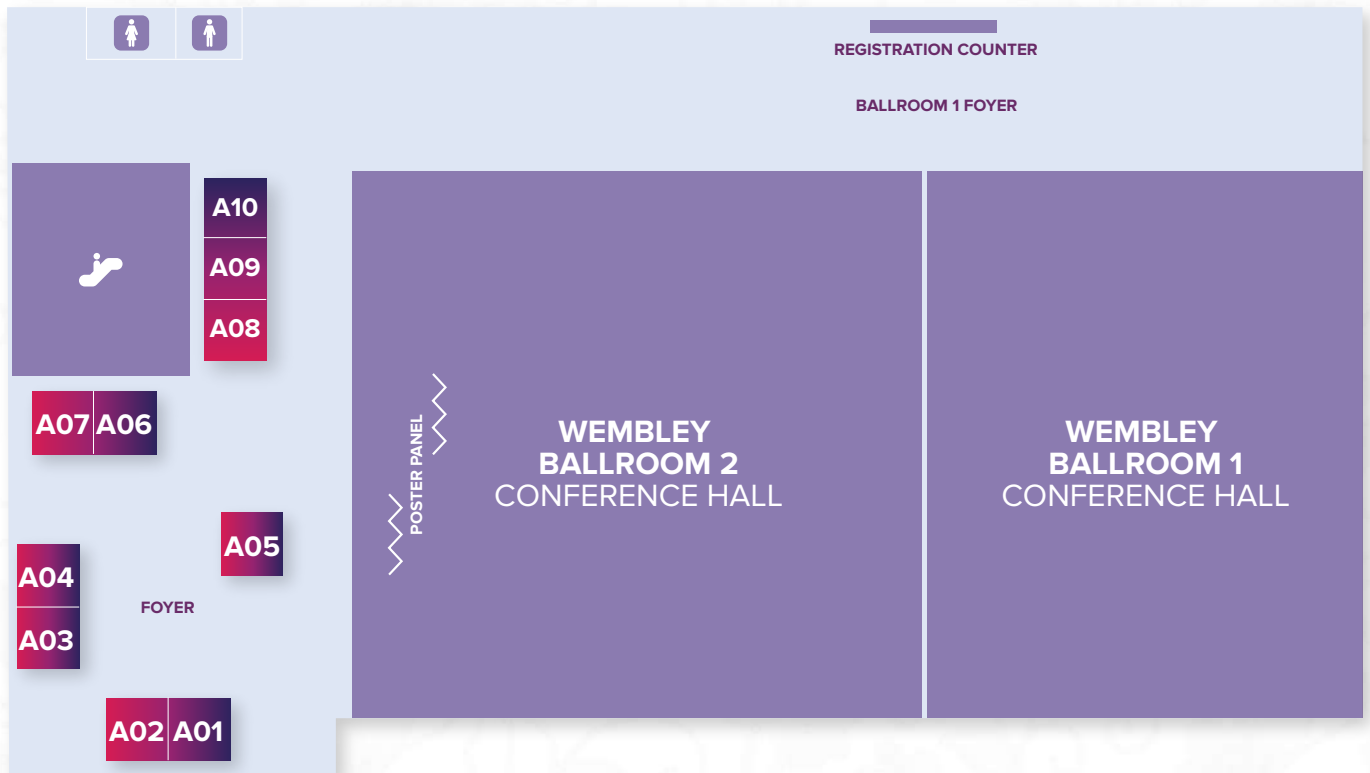 REGISTRATION COUNTER
BALLROOM 1 FOYER
A10
A09
A08
A07 A06
POSTER PANEL
WEMBLEY
BALLROOM 2
CONFERENCE HALL
WEMBLEY
BALLROOM 1
CONFERENCE HALL
A05
A04
FOYER
A03
A02 A01